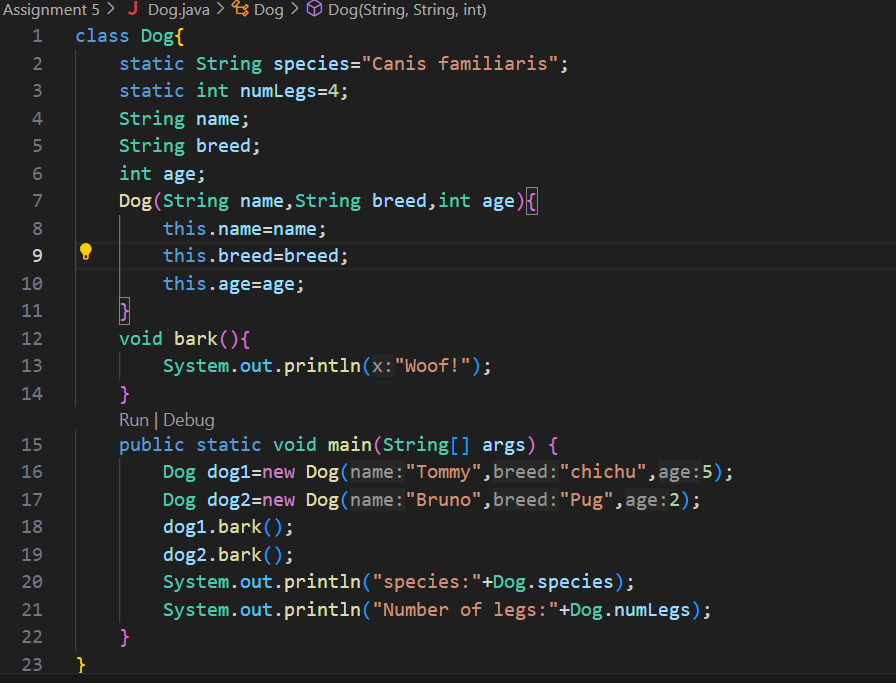 Assignment 5 > J Dog.java > Dog > Dog(String, String, int)
1 class Dog{
2 static String species="Canis familiaris";
3 static int numLegs=4;
4 String name;
5 String breed;
6 int age;
7 Dog(String name,String breed,int age){
8 this.name=name;
9 this.breed=breed;
10 this.age=age;
11 }
12 void bark(){
13 System.out.println(x:"Woof!");
14 }
Run | Debug
15 public static void main(String[] args) {
16 Dog dog1=new Dog(name:"Tommy",breed:"chichu",age:5);
17 Dog dog2=new Dog(name:"Bruno",breed:"Pug",age:2);
18 dog1.bark();
19 dog2.bark();
20 System.out.println("species:"+Dog.species);
21 System.out.println("Number of legs:"+Dog.numLegs);
22 }
23 }